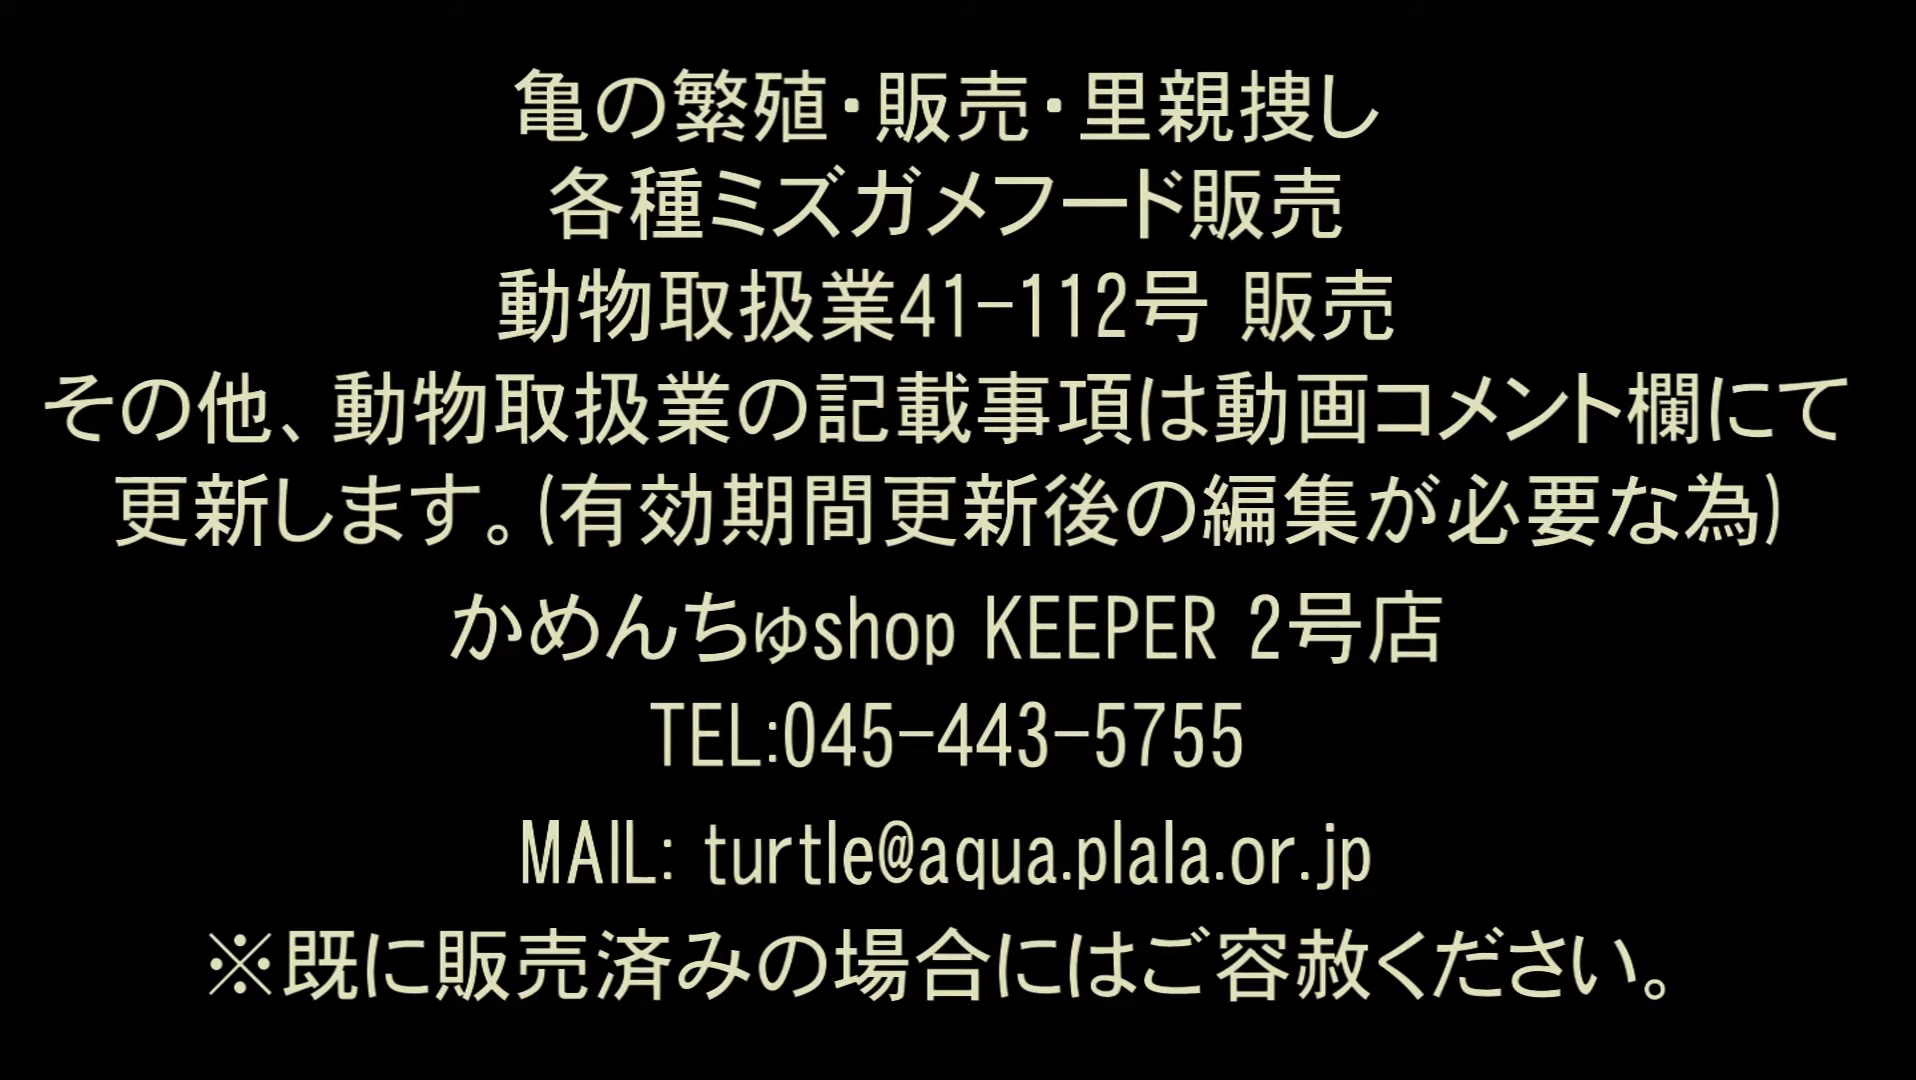 亀の繁殖・販売・里親捜し
各種ミズガメフード販売
動物取扱業41-112号 販売
その他、動物取扱業の記載事項は動画コメント欄にて
更新します。(有効期間更新後の編集が必要な為)
かめんちゅshop KEEPER 2号店
TEL:045-443-5755
MAIL: turtle@aqua.plala.or.jp
※既に販売済みの場合にはご容赦ください。